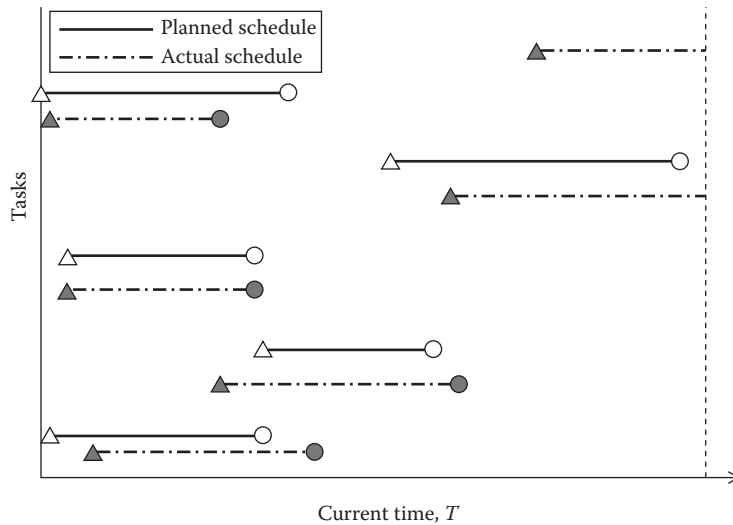 Planned schedule
Actual schedule
Tasks
Current time, T